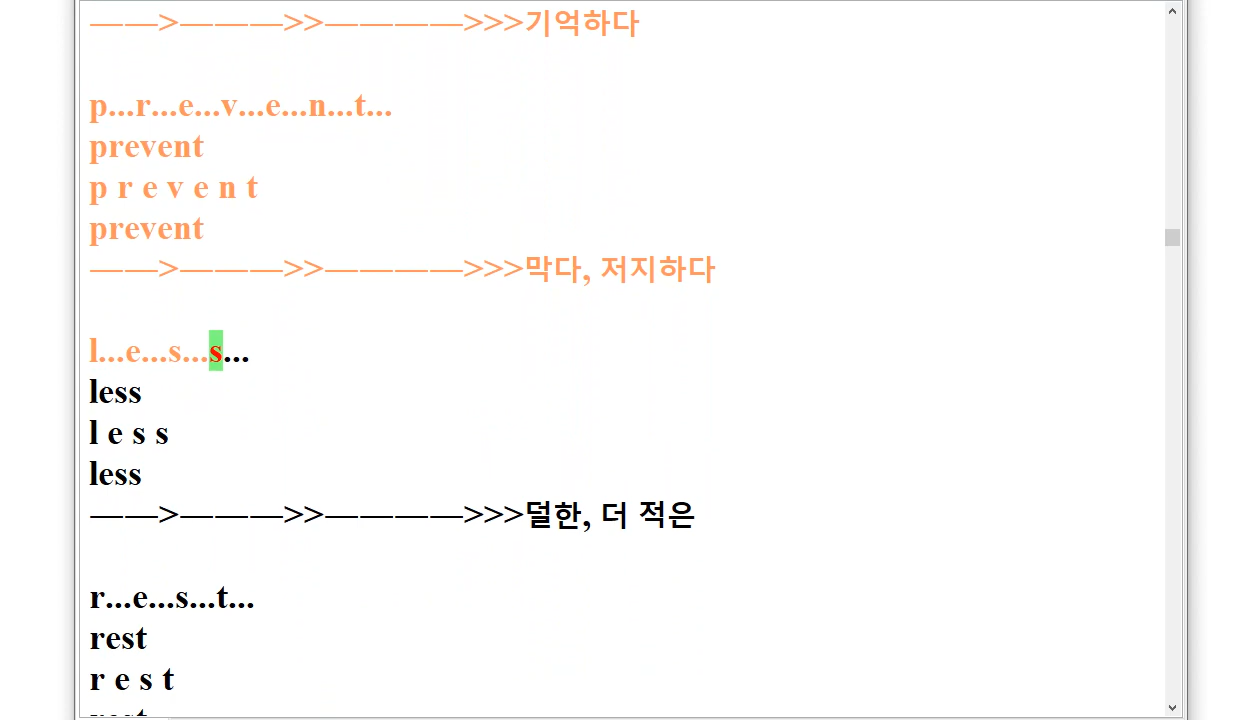 ——>———>>————>>>기억하다
p...r...e...v...e...n...t...
prevent
p r e v e n t
prevent
——>———>>————>>>막다, 저지하다
l...e...s...s...
less
l e s s
less
——>———>>————>>>덜한, 더 적은
r...e...s...t...
rest
r e s t
rest